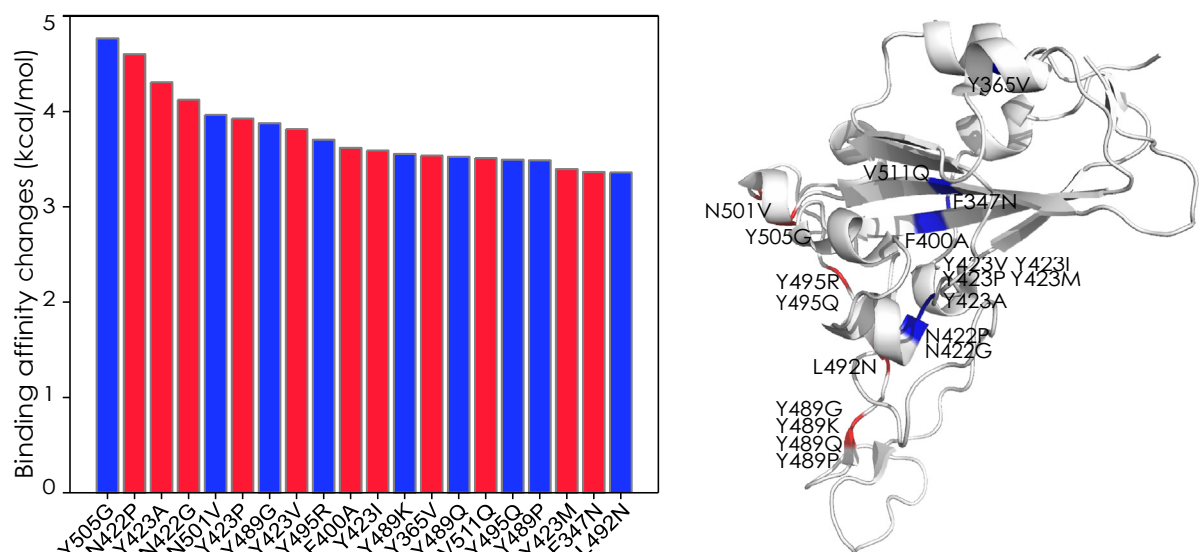 Binding affinity changes (kcal/mol)
5
4
3
2
1
0
Y505G
N422P
Y423A
N422G
N501V
Y423P
Y489G
Y423V
Y495R
F400A
Y423I
Y489K
Y365V
Y489Q
V511Q
Y495Q
Y489P
Y423M
F347N
L492N
Y365V
V511Q
F347N
N501V
Y505G
F400A
Y423V Y423I
Y423P Y423M
Y423A
Y495R
Y495Q
N422P
N422G
L492N
Y489G
Y489K
Y489Q
Y489P